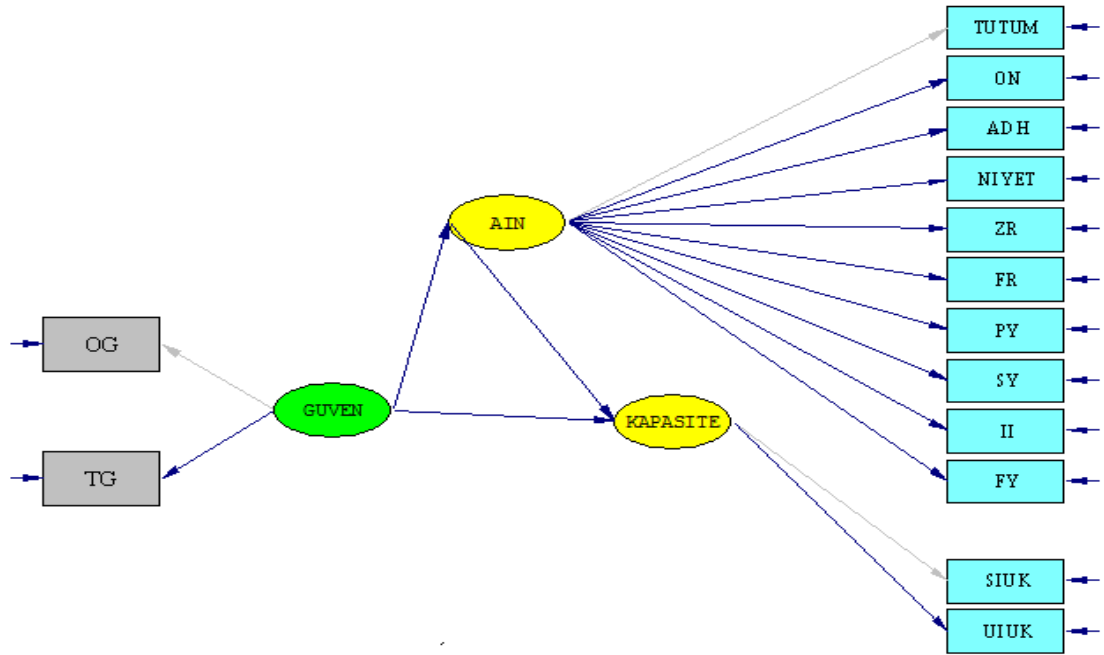 TUTUM
ON
ADH
NIYET
AIN
ZR
FR
PY
OG
SY
GUVEN
KAPASITE
II
TG
FY
SIUK
UIUK